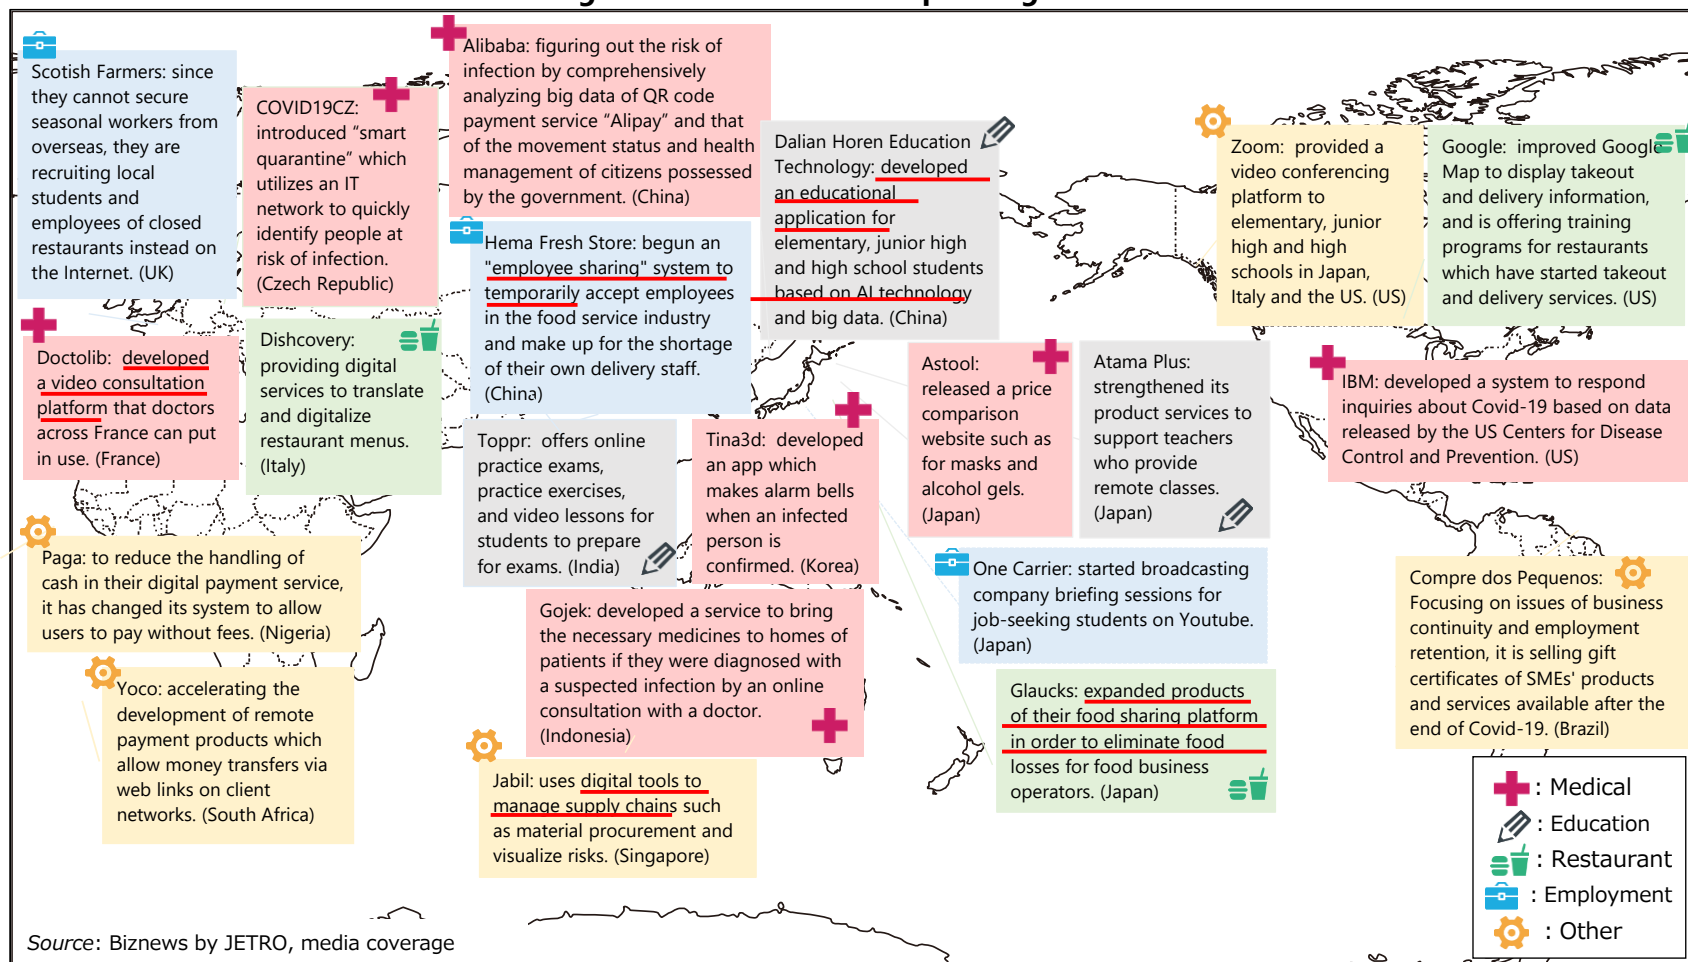 Scotish Farmers: since
they cannot secure
seasonal workers from
overseas, they are
recruiting local
students and
employees of closed
restaurants instead on
the Internet. (UK)
COVID19CZ:
introduced “smart
quarantine” which
utilizes an IT
network to quickly
identify people at
risk of infection.
(Czech Republic)
Alibaba: figuring out the risk of
infection by comprehensively
analyzing big data of QR code
payment service “Alipay” and that
of the movement status and health
management of citizens possessed
by the government. (China)
Dalian Horen Education
Technology: developed
an educational
application for
elementary, junior high
and high school students
based on AI technology
and big data. (China)
Zoom: provided a
video conferencing
platform to
elementary, junior
high and high
schools in Japan,
Italy and the US. (US)
Google: improved Google
Map to display takeout
and delivery information,
and is offering training
programs for restaurants
which have started takeout
and delivery services. (US)
Hema Fresh Store: begun an
"employee sharing" system to
temporarily accept employees
in the food service industry
and make up for the shortage
of their own delivery staff.
(China)
Doctolib: developed
a video consultation
platform that doctors
across France can put
in use. (France)
Dishcovery:
providing digital
services to translate
and digitalize
restaurant menus.
(Italy)
Astool:
released a price
comparison
website such as
for masks and
alcohol gels.
(Japan)
Atama Plus:
strengthened its
product services to
support teachers
who provide
remote classes.
(Japan)
IBM: developed a system to respond
inquiries about Covid-19 based on data
released by the US Centers for Disease
Control and Prevention. (US)
Toppr: offers online
practice exams,
practice exercises,
and video lessons for
students to prepare
for exams. (India)
Tina3d: developed
an app which
makes alarm bells
when an infected
person is
confirmed. (Korea)
Paga: to reduce the handling of
cash in their digital payment service,
it has changed its system to allow
users to pay without fees. (Nigeria)
One Carrier: started broadcasting
company briefing sessions for
job-seeking students on Youtube.
(Japan)
Compre dos Pequenos:
Focusing on issues of business
continuity and employment
retention, it is selling gift
certificates of SMEs' products
and services available after the
end of Covid-19. (Brazil)
Gojek: developed a service to bring
the necessary medicines to homes of
patients if they were diagnosed with
a suspected infection by an online
consultation with a doctor.
(Indonesia)
Yoco: accelerating the
development of remote
payment products which
allow money transfers via
web links on client
networks. (South Africa)
Glaucks: expanded products
of their food sharing platform
in order to eliminate food
losses for food business
operators. (Japan)
Jabil: uses digital tools to
manage supply chains such
as material procurement and
visualize risks. (Singapore)
: Medical
: Education
: Restaurant
: Employment
: Other
Source: Biznews by JETRO, media coverage